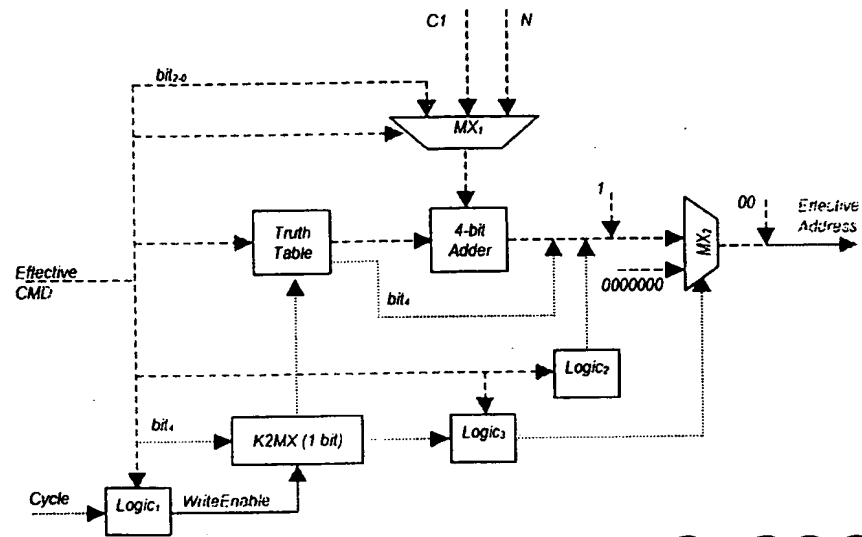 C1 N
bit2-0
MX1
1
00
Effective
Address
Truth
Table
4-bit
Adder
MX2
Effective
CMD
0000000
bit4
Logic2
bit4
K2MX (1 bit)
Logic3
Cycle
Logic1
WriteEnable